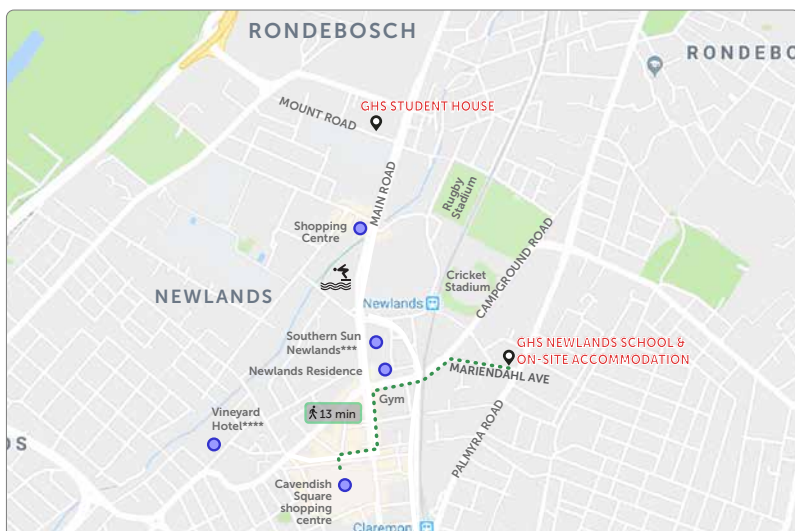 RONDEBOSCH
RONDEBO
GHS STUDENT HOUSE
MOUNT ROAD
MAIN ROAD
Rugby
Stadium
Shopping
Centre
CAMPGROUND ROAD
Cricket
Stadium
NEWLANDS
Newlands
Southern Sun
Newlands***
GHS NEWLANDS SCHOOL &
ON-SITE ACCOMMODATION
Newlands Residence
MARIENDAHL AVE
Gym
13 min
Vineyard
Hotel****
PALMYRA ROAD
DS
Cavendish
Square
shopping
centre
Claremon